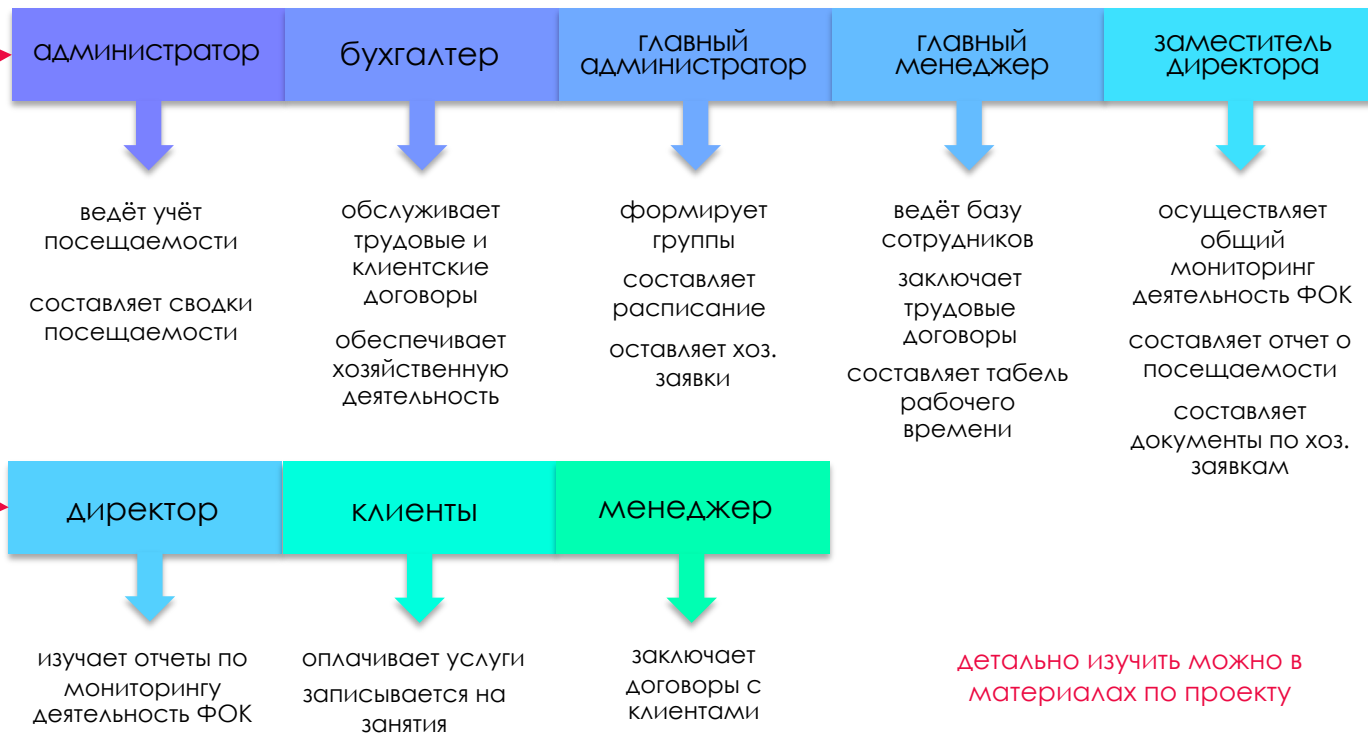 администратор
бухгалтер
главный
администратор
главный
менеджер
заместитель
директора
ведёт учёт
посещаемости
составляет сводки
посещаемости
обслуживает
трудовые и
клиентские
договоры
обеспечивает
хозяйственную
деятельность
формирует
группы
составляет
расписание
оставляет хоз.
заявки
ведёт базу
сотрудников
заключает
трудовые
договоры
составляет табель
рабочего
времени
осуществляет
общий
мониторинг
деятельность ФОК
составляет отчет о
посещаемости
составляет
документы по хоз.
заявкам
директор
клиенты
менеджер
изучает отчеты по
мониторингу
деятельность ФОК
оплачивает услуги
записывается на
занятия
заключает
договоры с
клиентами
детально изучить можно в
материалах по проекту